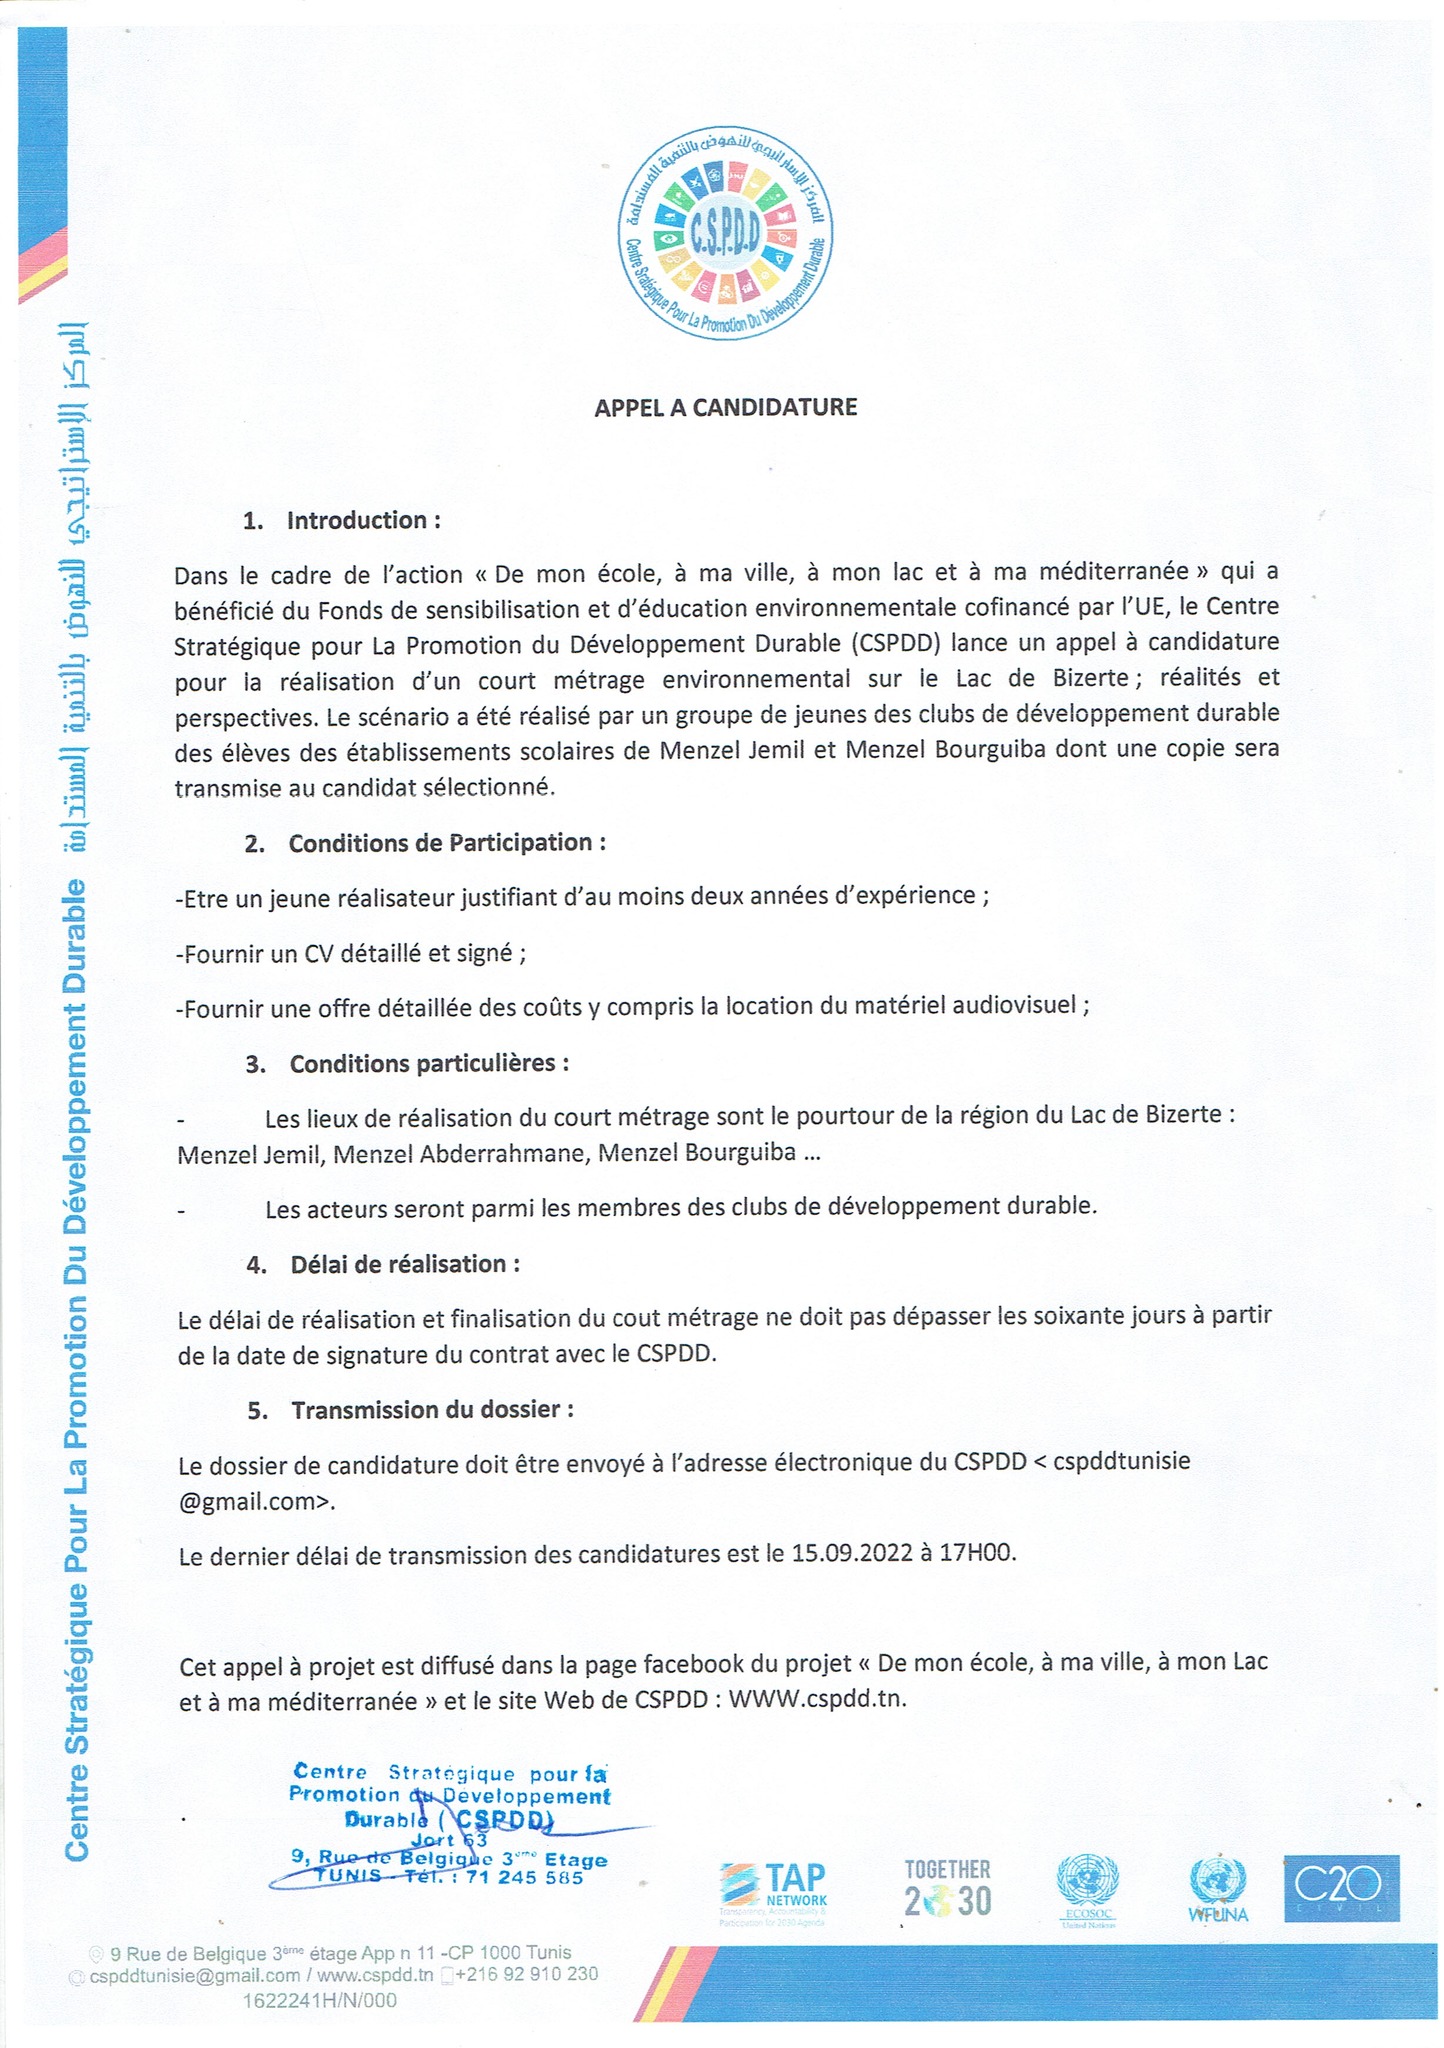 المركز الإستراتيجي للنهوض بالتنمية المستدامة
C.S.P.D.D
Centre Stratégique Pour La Promotion Du Développement Durable
APPEL A CANDIDATURE
1. Introduction :
Dans le cadre de l’action « De mon école, à ma ville, à mon lac et à ma méditerranée » qui a
bénéficié du Fonds de sensibilisation et d’éducation environnementale cofinancé par l’UE, le Centre
Stratégique pour La Promotion du Développement Durable (CSPDD) lance un appel à candidature
pour la réalisation d’un court métrage environnemental sur le Lac de Bizerte ; réalités et
perspectives. Le scénario a été réalisé par un groupe de jeunes des clubs de développement durable
des élèves des établissements scolaires de Menzel Jemil et Menzel Bourguiba dont une copie sera
transmise au candidat sélectionné.
2. Conditions de Participation :
-Etre un jeune réalisateur justifiant d’au moins deux années d’expérience ;
-Fournir un CV détaillé et signé ;
-Fournir une offre détaillée des coûts y compris la location du matériel audiovisuel ;
3. Conditions particulières :
- Les lieux de réalisation du court métrage sont le pourtour de la région du Lac de Bizerte :
Menzel Jemil, Menzel Abderrahmane, Menzel Bourguiba ...
- Les acteurs seront parmi les membres des clubs de développement durable.
4. Délai de réalisation :
Le délai de réalisation et finalisation du cout métrage ne doit pas dépasser les soixante jours à partir
de la date de signature du contrat avec le CSPDD.
5. Transmission du dossier :
Le dossier de candidature doit être envoyé à l’adresse électronique du CSPDD < cspddtunisie
@gmail.com>.
Le dernier délai de transmission des candidatures est le 15.09.2022 à 17H00.
Cet appel à projet est diffusé dans la page facebook du projet « De mon école, à ma ville, à mon Lac
et à ma méditerranée » et le site Web de CSPDD : WWW.cspdd.tn.
Centre Stratégique pour la
Promotion du Développement
Durable ( CSPDD)
Jort 63
9, Rue de Belgique 3ème Etage
TUNIS - Tél. : 71 245 585
TAP
NETWORK
Transparency, Accountability &
Participation for 2030 Agenda
TOGETHER
2030
ECOSOC
United Nations
WFUNA
C20
CIVIL
9 Rue de Belgique 3ème étage App n 11 -CP 1000 Tunis
cspddtunisie@gmail.com / www.cspdd.tn +216 92 910 230
1622241H/N/000
Centre Stratégique Pour La Promotion Du Développement Durable المركز الإستراتيجي للنهوض بالتنمية المستدامة